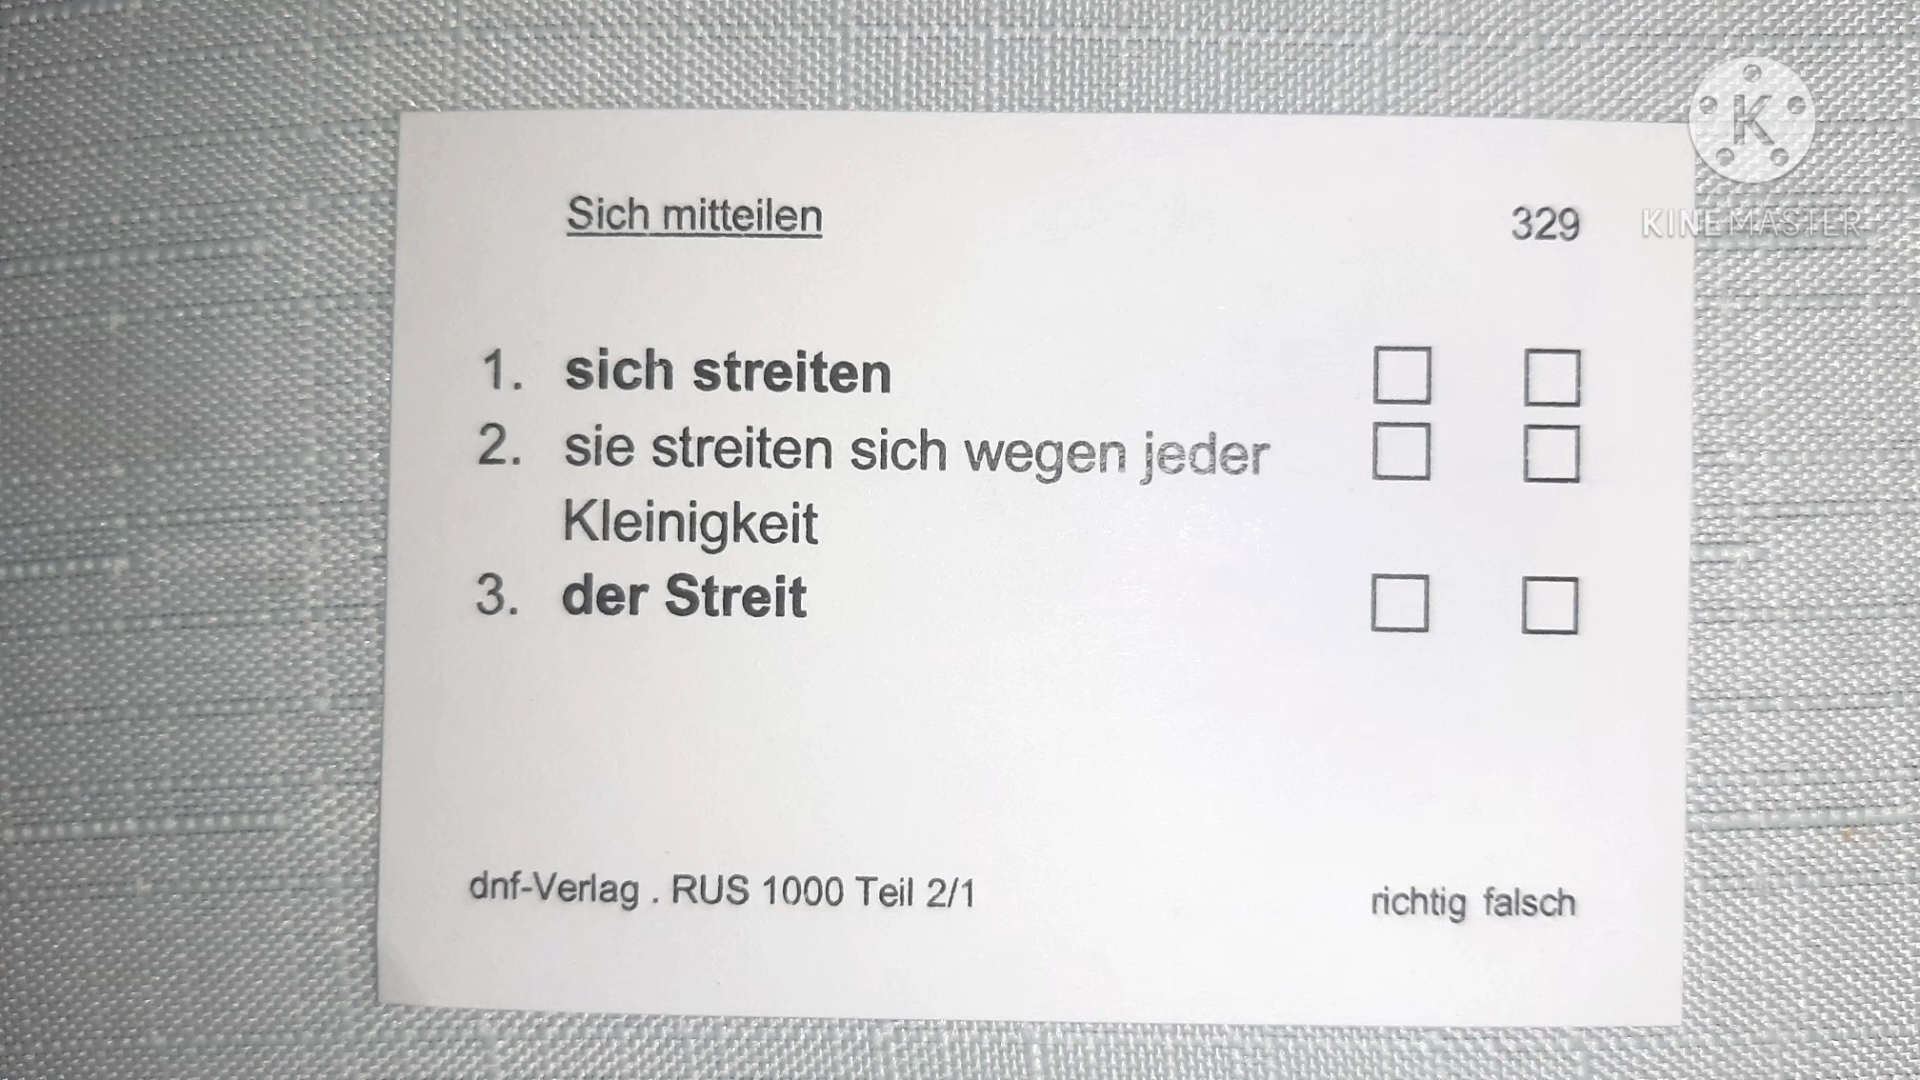 Sich mitteilen 329
1. sich streiten
2. sie streiten sich wegen jeder
Kleinigkeit
3. der Streit
dnf-Verlag . RUS 1000 Teil 2/1 richtig falsch
K
KINEMASTER